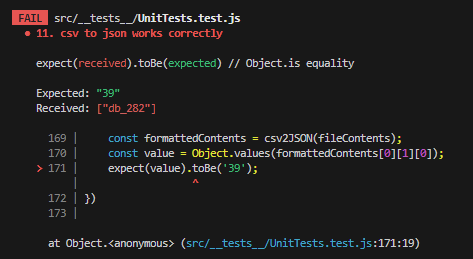 FAIL src/__tests__/UnitTests.test.js
● 11. csv to json works correctly
expect(received).toBe(expected) // Object.is equality
Expected: "39"
Received: ["db_282"]
169 | const formattedContents = csv2JSON(fileContents);
170 | const value = Object.values(formattedContents[0][1][0]);
> 171 | expect(value).toBe('39');
| ^
172 | })
173 |
at Object.<anonymous> (src/__tests__/UnitTests.test.js:171:19)